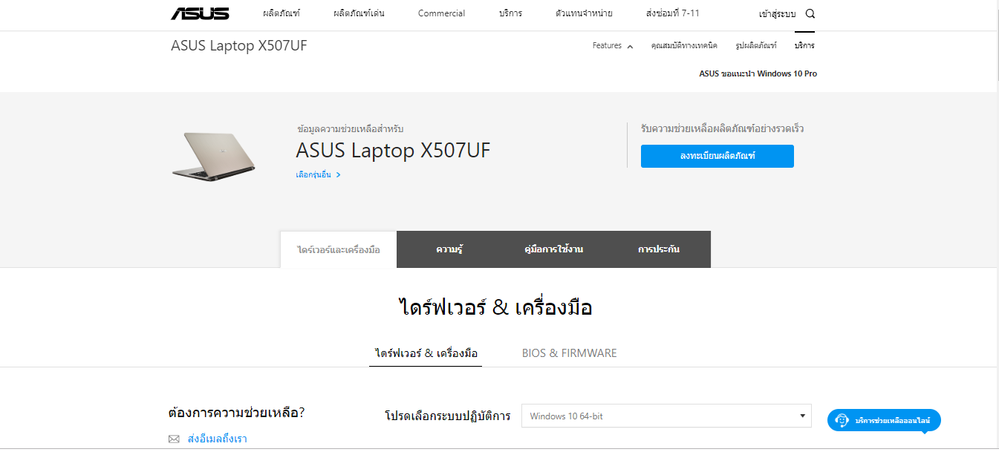 ASUS ผลิตภัณฑ์ ผลิตภัณฑ์เด่น Commercial บริการ ตัวแทนจำหน่าย ส่งซ่อมที่ 7-11 เข้าสู่ระบบ
ASUS Laptop X507UF Features คุณสมบัติทางเทคนิค รูปผลิตภัณฑ์ บริการ
ASUS ขอแนะนำ Windows 10 Pro
ข้อมูลความช่วยเหลือสำหรับ
ASUS Laptop X507UF
เลือกรุ่นอื่น >
รับความช่วยเหลือผลิตภัณฑ์อย่างรวดเร็ว
ลงทะเบียนผลิตภัณฑ์
ไดร์เวอร์และเครื่องมือ ความรู้ คู่มือการใช้งาน การประกัน
ไดร์ฟเวอร์ & เครื่องมือ
ไดร์ฟเวอร์ & เครื่องมือ BIOS & FIRMWARE
ต้องการความช่วยเหลือ?
ส่งอีเมลถึงเรา
โปรดเลือกระบบปฏิบัติการ Windows 10 64-bit
บริการช่วยเหลือออนไลน์